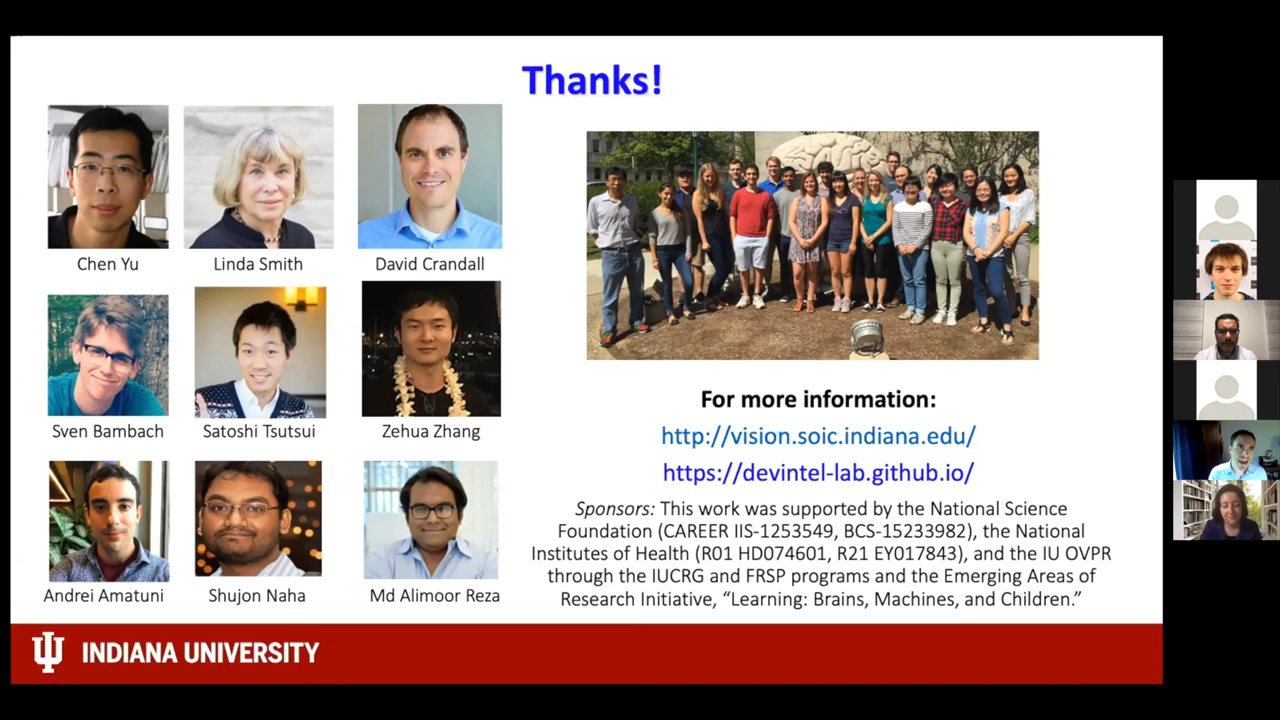 Thanks!
Chen Yu
Linda Smith
David Crandall
Sven Bambach
Satoshi Tsutsui
Zehua Zhang
Andrei Amatuni
Shujon Naha
Md Alimoor Reza
For more information:
http://vision.soic.indiana.edu/
https://devintel-lab.github.io/
Sponsors: This work was supported by the National Science
Foundation (CAREER IIS-1253549, BCS-15233982), the National
Institutes of Health (R01 HD074601, R21 EY017843), and the IU OVPR
through the IUCRG and FRSP programs and the Emerging Areas of
Research Initiative, “Learning: Brains, Machines, and Children.”
INDIANA UNIVERSITY